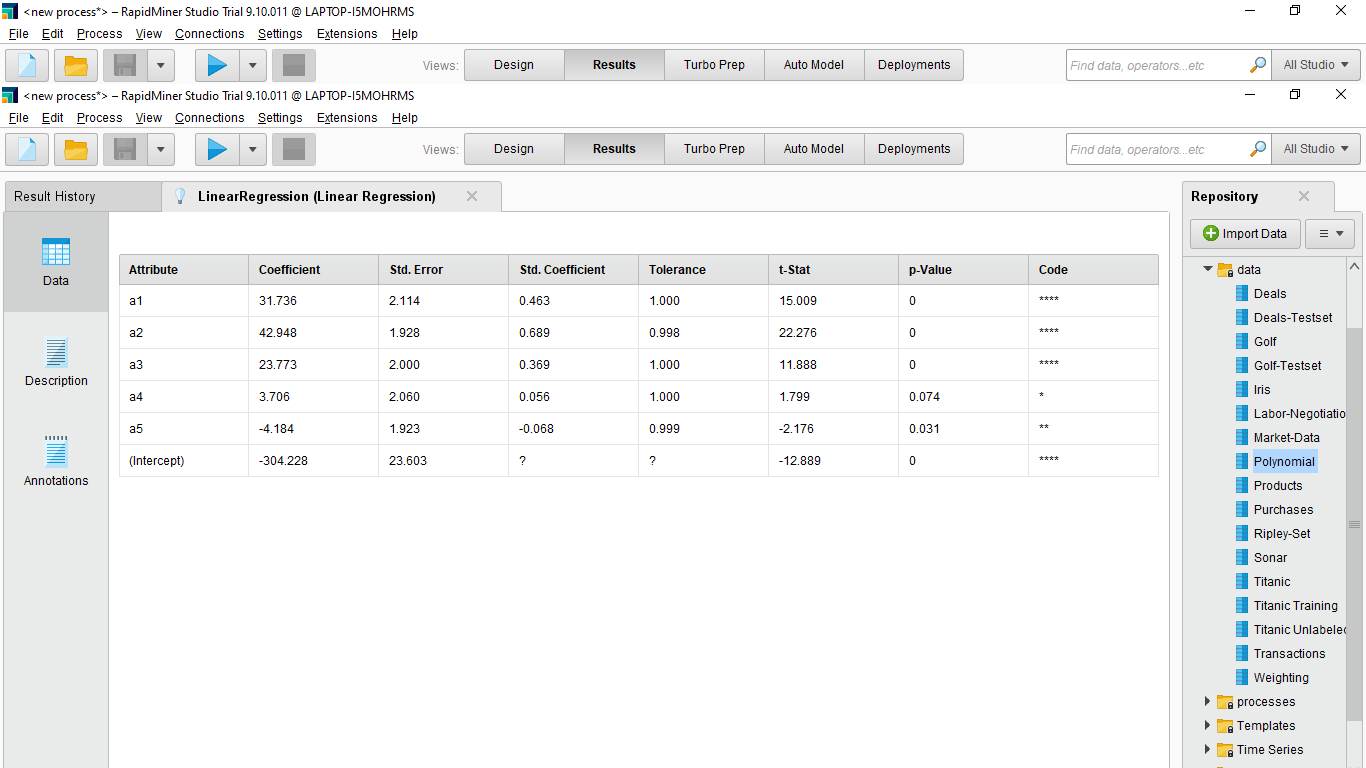 <new process*> – RapidMiner Studio Trial 9.10.011 @ LAPTOP-I5MOHRMS
File Edit Process View Connections Settings Extensions Help
Views: Design Results Turbo Prep Auto Model Deployments Find data, operators...etc All Studio
<new process*> – RapidMiner Studio Trial 9.10.011 @ LAPTOP-I5MOHRMS
File Edit Process View Connections Settings Extensions Help
Views: Design Results Turbo Prep Auto Model Deployments Find data, operators...etc All Studio
Result History LinearRegression (Linear Regression)
Data
Description
Annotations
Attribute Coefficient Std. Error Std. Coefficient Tolerance t-Stat p-Value Code
a1 31.736 2.114 0.463 1.000 15.009 0 ****
a2 42.948 1.928 0.689 0.998 22.276 0 ****
a3 23.773 2.000 0.369 1.000 11.888 0 ****
a4 3.706 2.060 0.056 1.000 1.799 0.074 *
a5 -4.184 1.923 -0.068 0.999 -2.176 0.031 **
(Intercept) -304.228 23.603 ? ? -12.889 0 ****
Repository
Import Data
data
Deals
Deals-Testset
Golf
Golf-Testset
Iris
Labor-Negotiatio
Market-Data
Polynomial
Products
Purchases
Ripley-Set
Sonar
Titanic
Titanic Training
Titanic Unlabeled
Transactions
Weighting
processes
Templates
Time Series